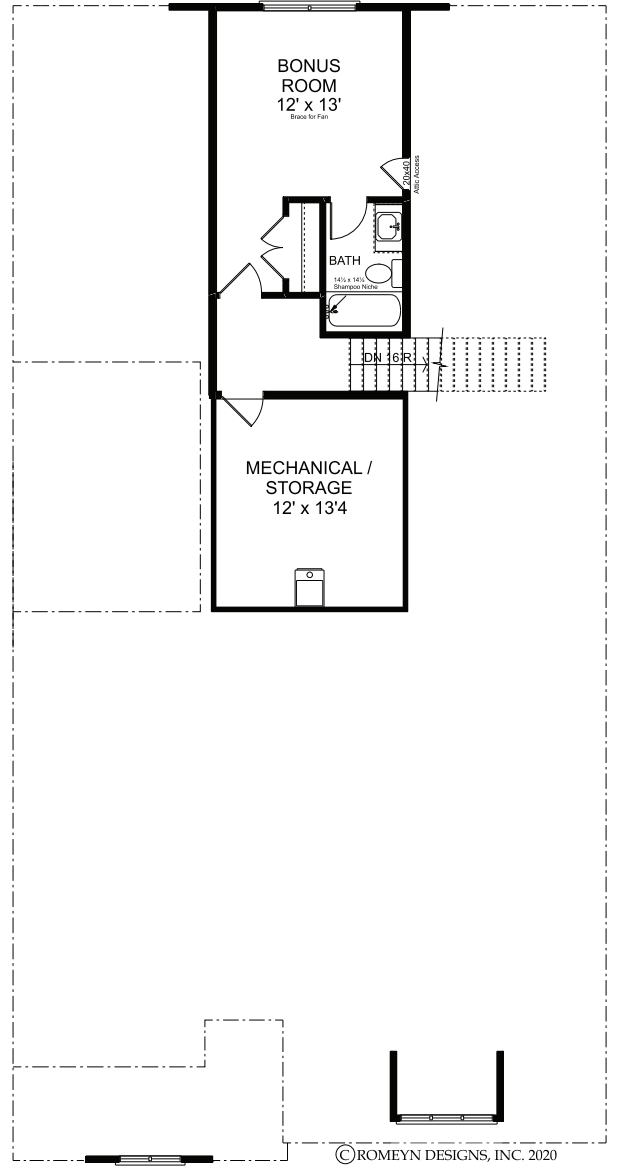 BONUS
ROOM
12' x 13'
Brace for Fan
20x40
Attic Access
BATH
14½ x 14½
Shampoo Niche
DN 16 R
MECHANICAL /
STORAGE
12' x 13'4
© ROMEYN DESIGNS, INC. 2020